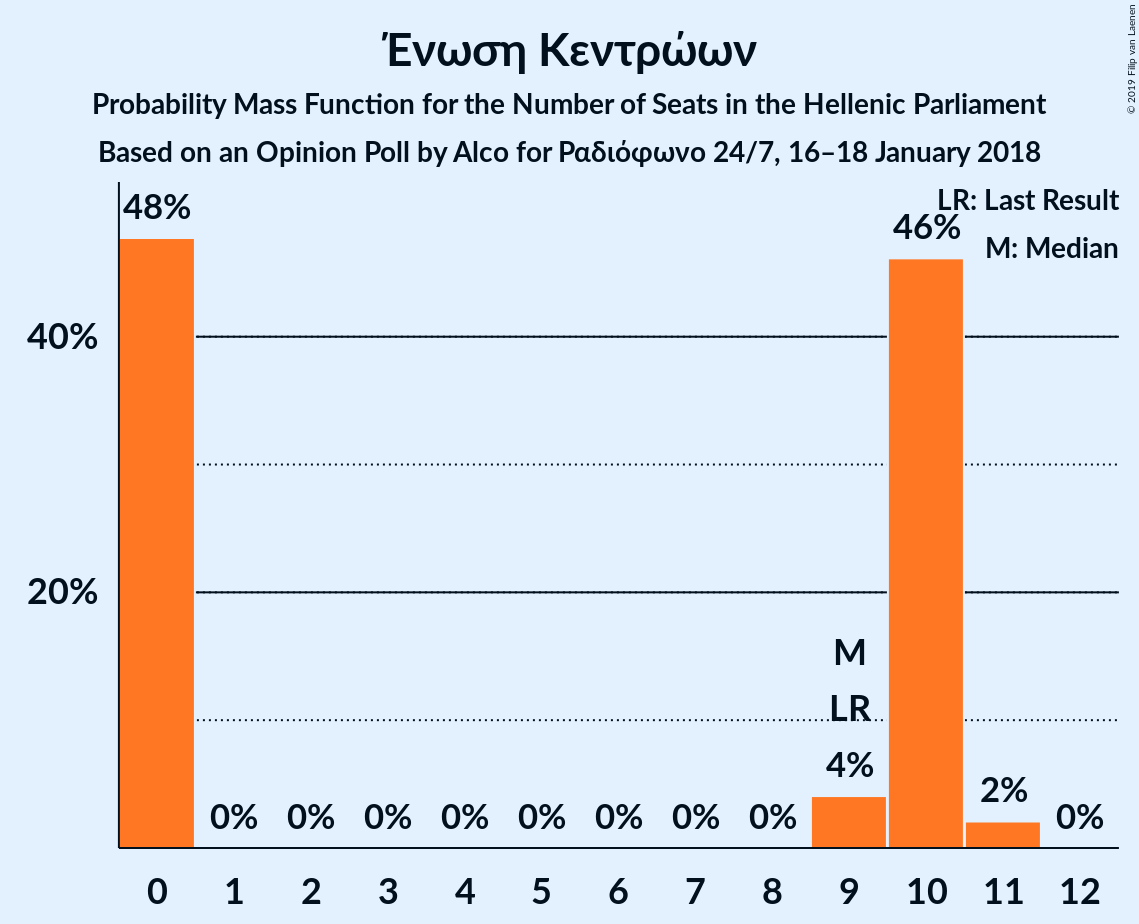 Ένωση Κεντρώων
Probability Mass Function for the Number of Seats in the Hellenic Parliament
Based on an Opinion Poll by Alco for Ραδιόφωνο 24/7, 16–18 January 2018
© 2019 Filip van Laenen
LR: Last Result
M: Median
48%
46%
40%
20%
M
LR
4%
2%
0% 0% 0% 0% 0% 0% 0% 0% 0%
0 1 2 3 4 5 6 7 8 9 10 11 12